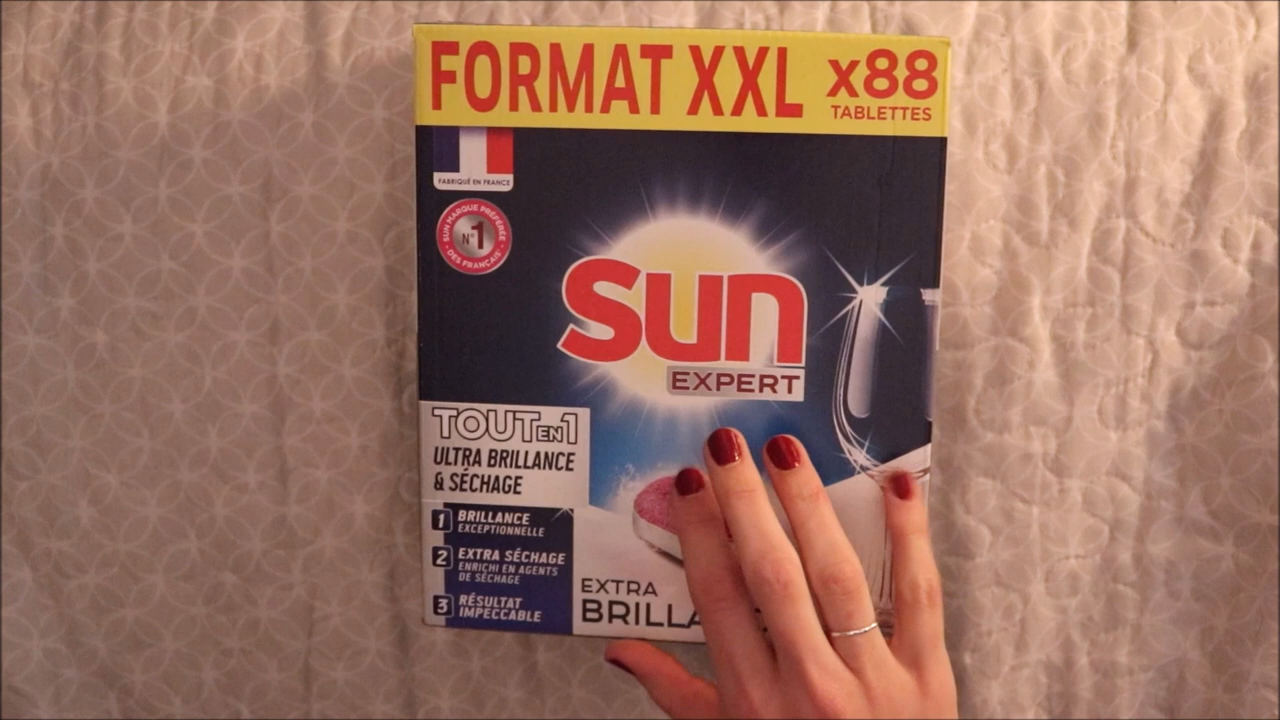 FORMAT XXL x88
TABLETTES
FABRIQUÉ EN FRANCE
SUN MARQUE PRÉFÉRÉE
N°1
DES FRANÇAIS
Sun
EXPERT
TOUT EN 1
ULTRA BRILLANCE
& SÉCHAGE
1 BRILLANCE
EXCEPTIONNELLE
2 EXTRA SÉCHAGE
ENRICHI EN AGENTS
DE SÉCHAGE
3 RÉSULTAT
IMPECCABLE
EXTRA